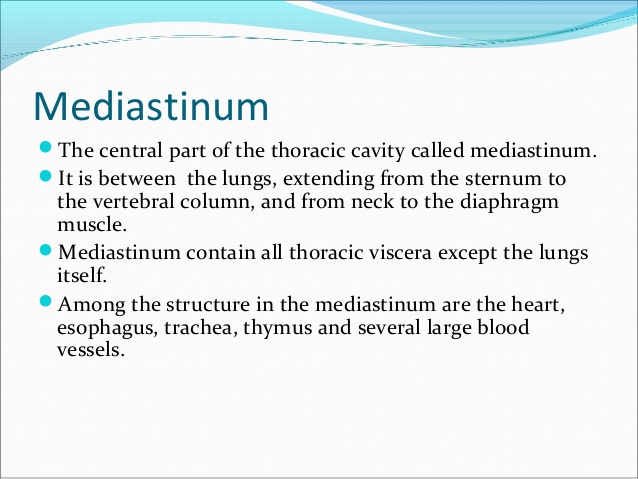 Mediastinum
The central part of the thoracic cavity called mediastinum.
It is between the lungs, extending from the sternum to
the vertebral column, and from neck to the diaphragm
muscle.
Mediastinum contain all thoracic viscera except the lungs
itself.
Among the structure in the mediastinum are the heart,
esophagus, trachea, thymus and several large blood
vessels.